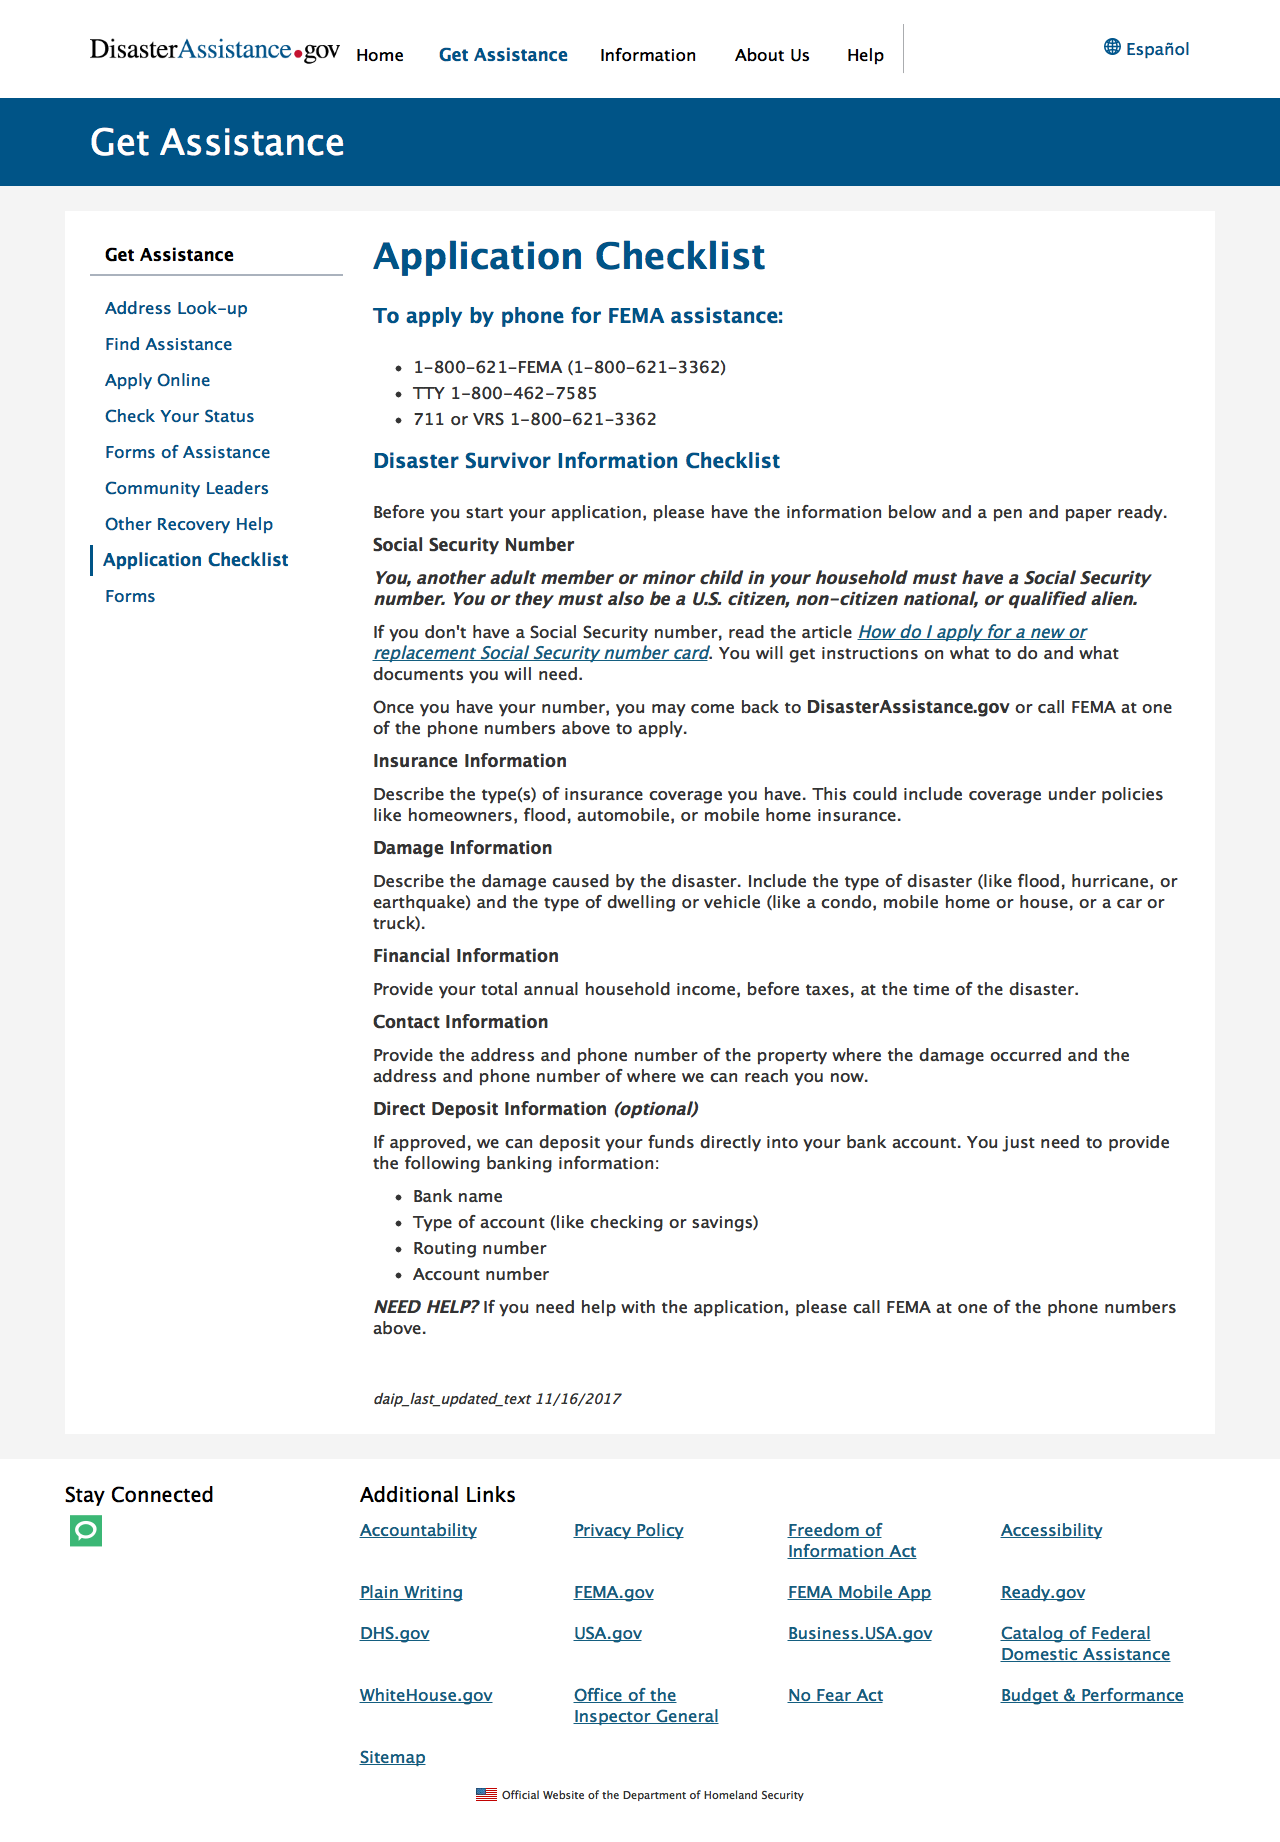 DisasterAssistance.gov Home Get Assistance Information About Us Help Español
Get Assistance
Get Assistance
Address Look-up
Find Assistance
Apply Online
Check Your Status
Forms of Assistance
Community Leaders
Other Recovery Help
Application Checklist
Forms
Application Checklist
To apply by phone for FEMA assistance:
• 1-800-621-FEMA (1-800-621-3362)
• TTY 1-800-462-7585
• 711 or VRS 1-800-621-3362
Disaster Survivor Information Checklist
Before you start your application, please have the information below and a pen and paper ready.
Social Security Number
You, another adult member or minor child in your household must have a Social Security
number. You or they must also be a U.S. citizen, non-citizen national, or qualified alien.
If you don't have a Social Security number, read the article How do I apply for a new or
replacement Social Security number card. You will get instructions on what to do and what
documents you will need.
Once you have your number, you may come back to DisasterAssistance.gov or call FEMA at one
of the phone numbers above to apply.
Insurance Information
Describe the type(s) of insurance coverage you have. This could include coverage under policies
like homeowners, flood, automobile, or mobile home insurance.
Damage Information
Describe the damage caused by the disaster. Include the type of disaster (like flood, hurricane, or
earthquake) and the type of dwelling or vehicle (like a condo, mobile home or house, or a car or
truck).
Financial Information
Provide your total annual household income, before taxes, at the time of the disaster.
Contact Information
Provide the address and phone number of the property where the damage occurred and the
address and phone number of where we can reach you now.
Direct Deposit Information (optional)
If approved, we can deposit your funds directly into your bank account. You just need to provide
the following banking information:
• Bank name
• Type of account (like checking or savings)
• Routing number
• Account number
NEED HELP? If you need help with the application, please call FEMA at one of the phone numbers
above.
daip_last_updated_text 11/16/2017
Stay Connected
Additional Links
Accountability Privacy Policy Freedom of Accessibility
Information Act
Plain Writing FEMA.gov FEMA Mobile App Ready.gov
DHS.gov USA.gov Business.USA.gov Catalog of Federal
Domestic Assistance
WhiteHouse.gov Office of the No Fear Act Budget & Performance
Inspector General
Sitemap
Official Website of the Department of Homeland Security